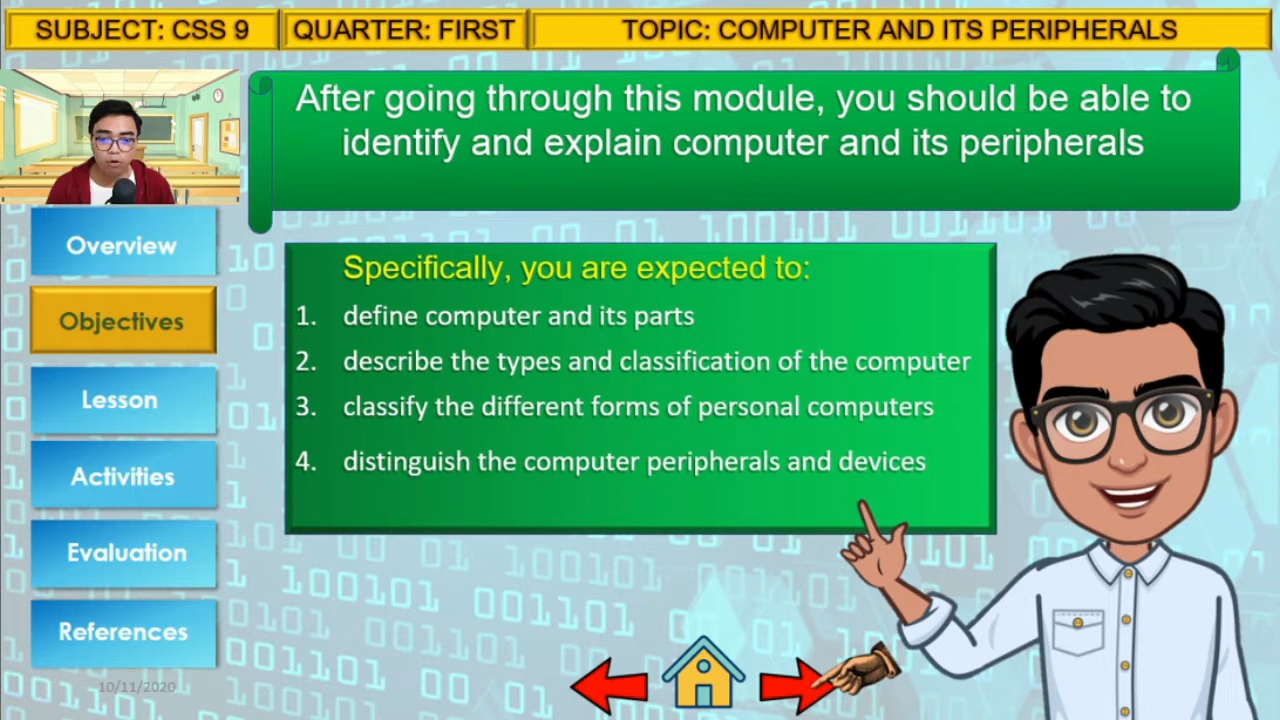 SUBJECT: CSS 9
QUARTER: FIRST
TOPIC: COMPUTER AND ITS PERIPHERALS
After going through this module, you should be able to
identify and explain computer and its peripherals
Overview
Objectives
Lesson
Activities
Evaluation
References
Specifically, you are expected to:
1. define computer and its parts
2. describe the types and classification of the computer
3. classify the different forms of personal computers
4. distinguish the computer peripherals and devices
10/11/2020